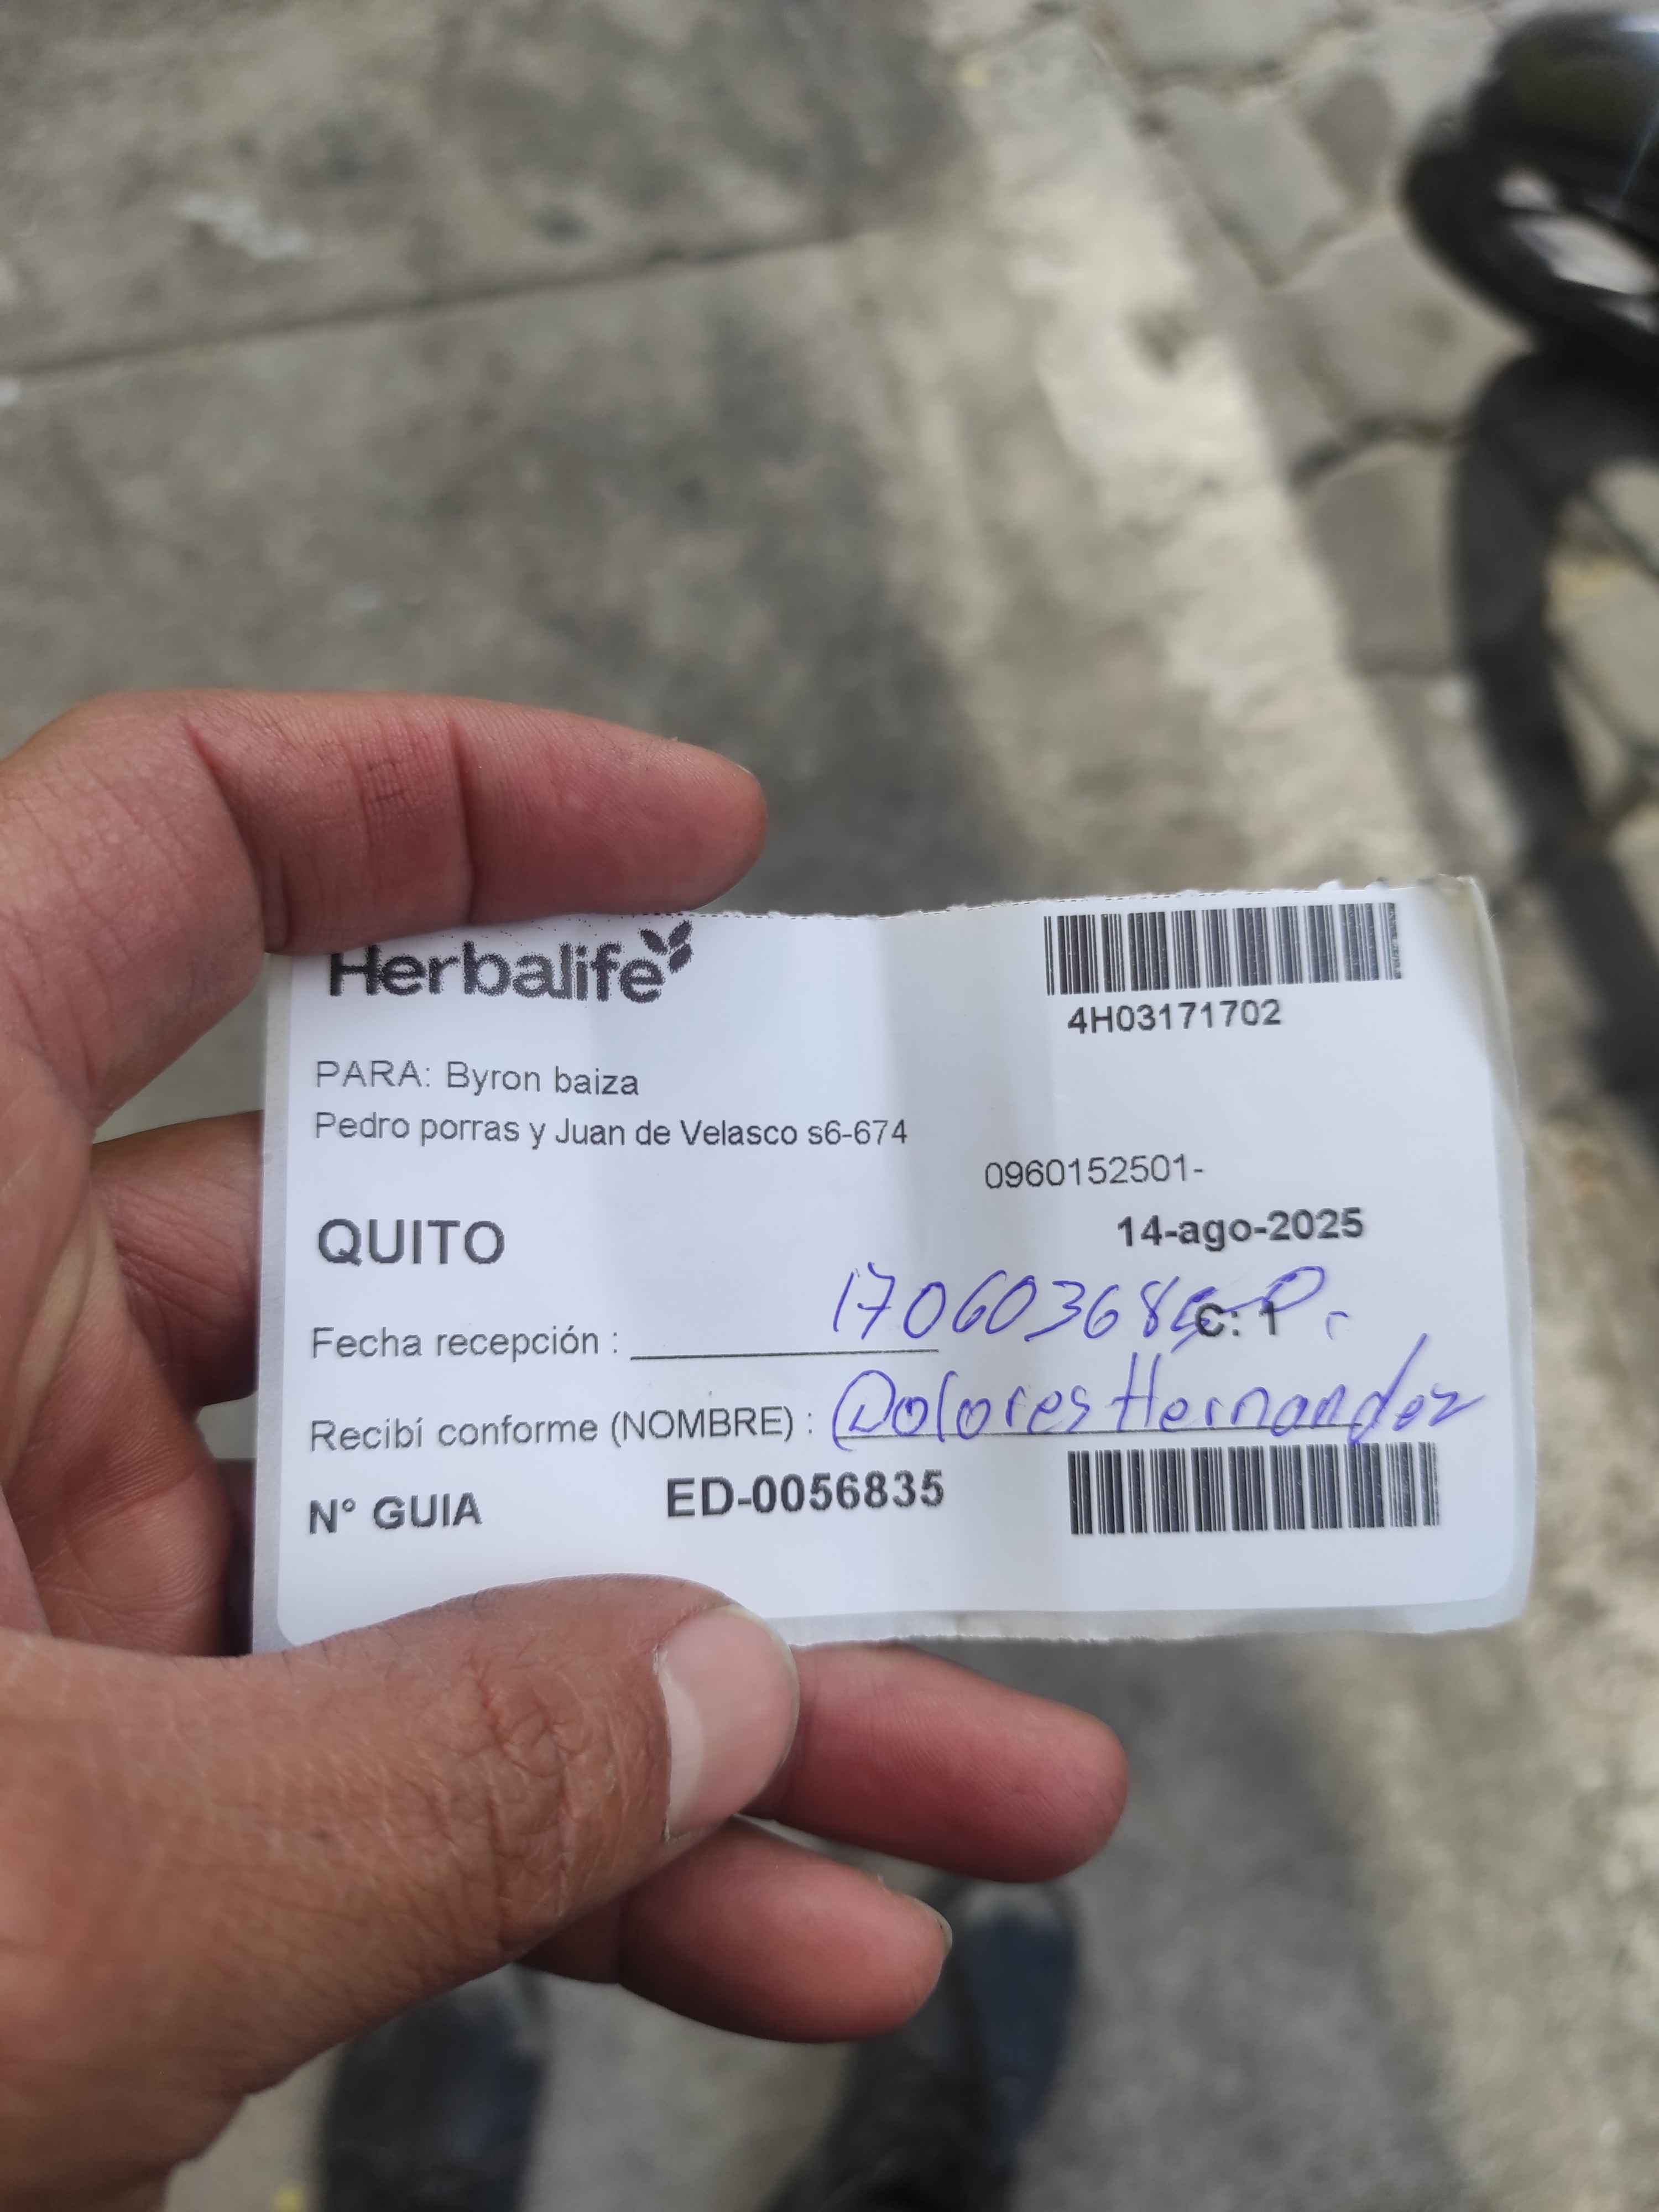 Herbalife
4H03171702
PARA: Byron baiza
Pedro porras y Juan de Velasco s6-674
0960152501-
QUITO
14-ago-2025
C: 1
Fecha recepción :
Recibí conforme (NOMBRE) : Dolores Hernandez
N° GUIA ED-0056835